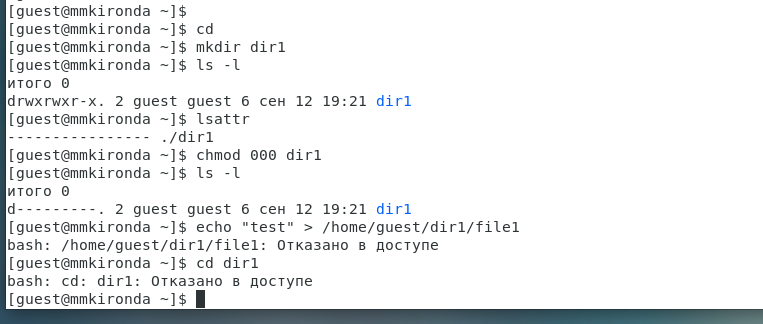 [guest@mmkironda ~]$
[guest@mmkironda ~]$ cd
[guest@mmkironda ~]$ mkdir dir1
[guest@mmkironda ~]$ ls -l
итого 0
drwxrwxr-x. 2 guest guest 6 сен 12 19:21 dir1
[guest@mmkironda ~]$ lsattr
---------------- ./dir1
[guest@mmkironda ~]$ chmod 000 dir1
[guest@mmkironda ~]$ ls -l
итого 0
d---------. 2 guest guest 6 сен 12 19:21 dir1
[guest@mmkironda ~]$ echo "test" > /home/guest/dir1/file1
bash: /home/guest/dir1/file1: Отказано в доступе
[guest@mmkironda ~]$ cd dir1
bash: cd: dir1: Отказано в доступе
[guest@mmkironda ~]$